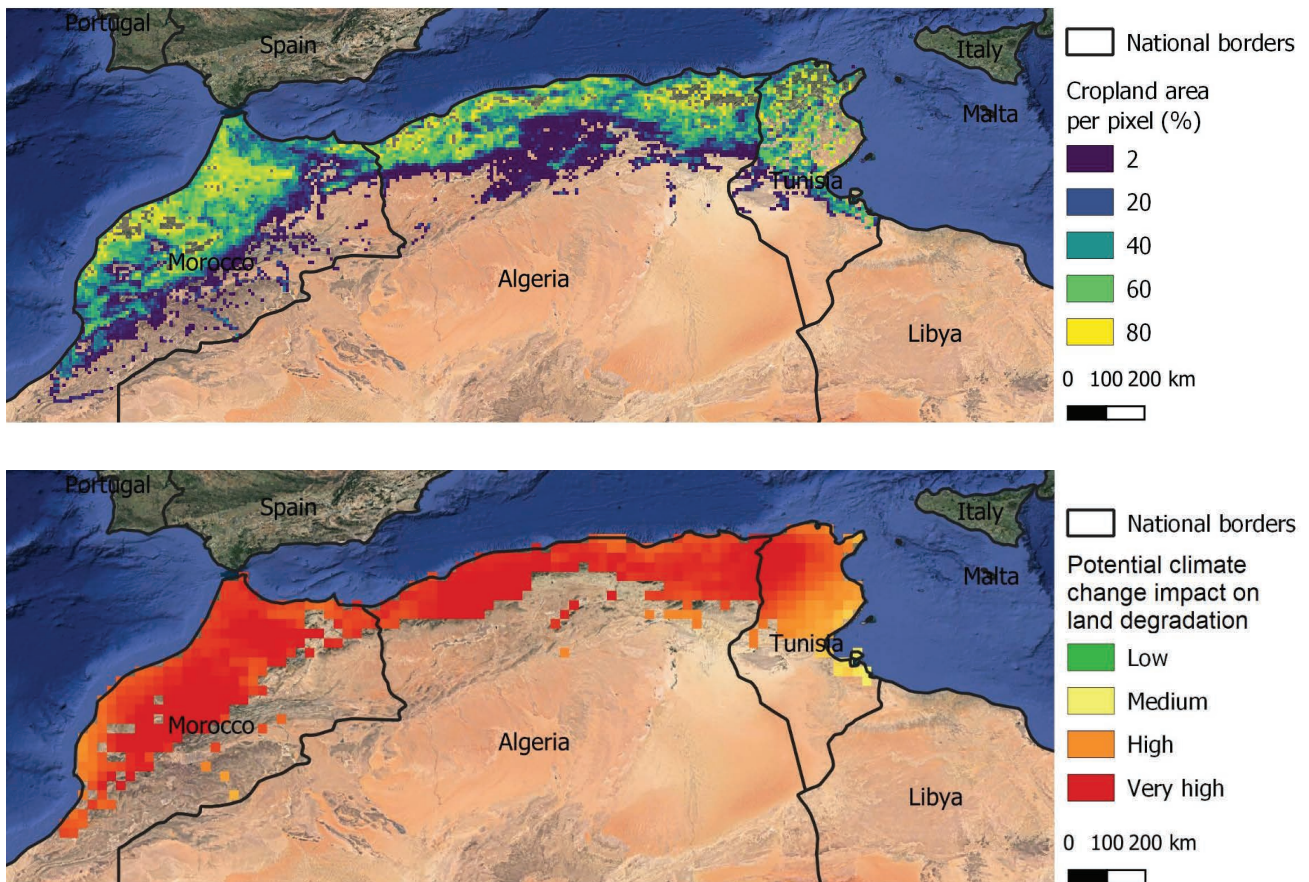 Portugal
Spain
Italy
Malta
Tunisia
Morocco
Algeria
Libya
National borders
Cropland area
per pixel (%)
2
20
40
60
80
0 100 200 km
Portugal
Spain
Italy
Malta
Tunisia
Morocco
Algeria
Libya
National borders
Potential climate
change impact on
land degradation
Low
Medium
High
Very high
0 100 200 km